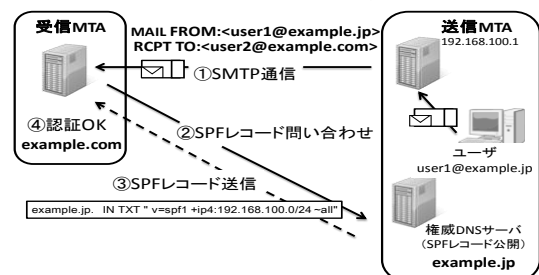 受信MTA
MAIL FROM:<user1@example.jp>
RCPT TO:<user2@example.com>
送信MTA
192.168.100.1
①SMTP通信
④認証OK
example.com
②SPFレコード問い合わせ
ユーザ
user1@example.jp
③SPFレコード送信
example.jp. IN TXT " v=spf1 +ip4:192.168.100.0/24 ~all"
権威DNSサーバ
(SPFレコード公開)
example.jp